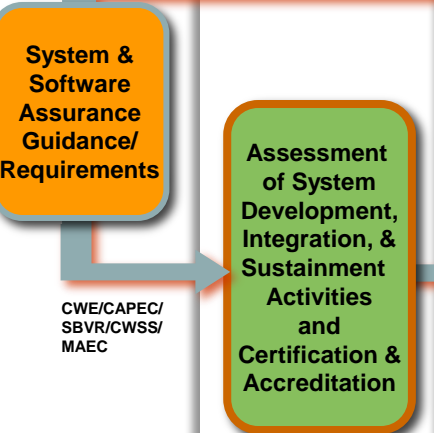 System &
Software
Assurance
Guidance/
Requirements
Assessment
of System
Development,
Integration, &
Sustainment
Activities
and
Certification &
Accreditation
CWE/CAPEC/
SBVR/CWSS/
MAEC